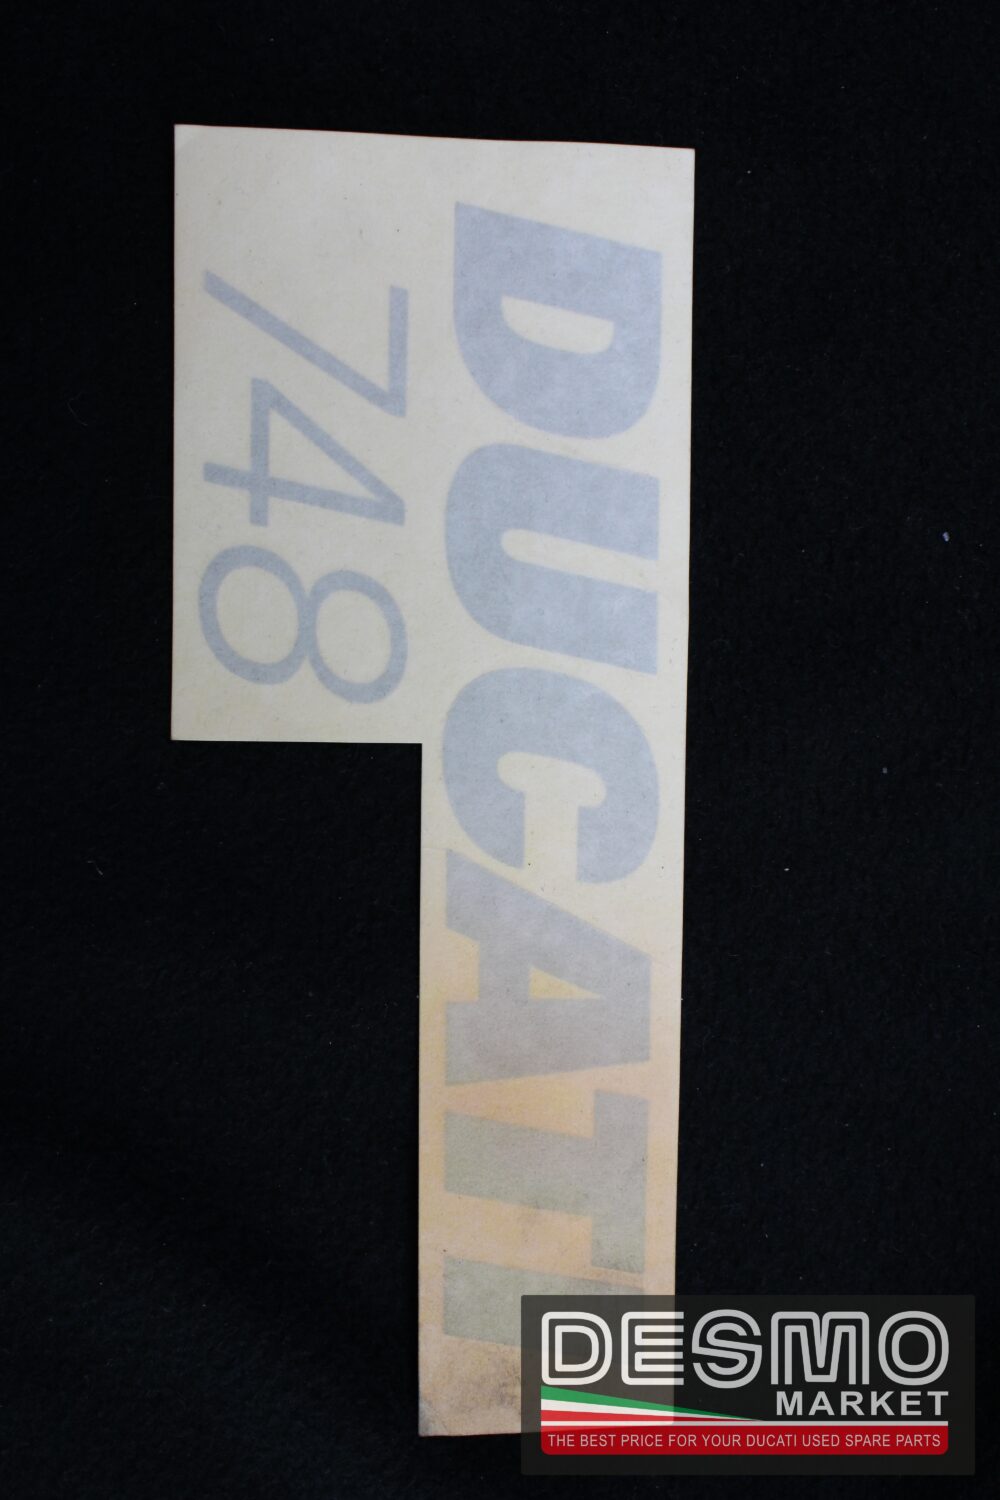 DUCATI
748
DESMO
MARKET
THE BEST PRICE FOR YOUR DUCATI USED SPARE PARTS